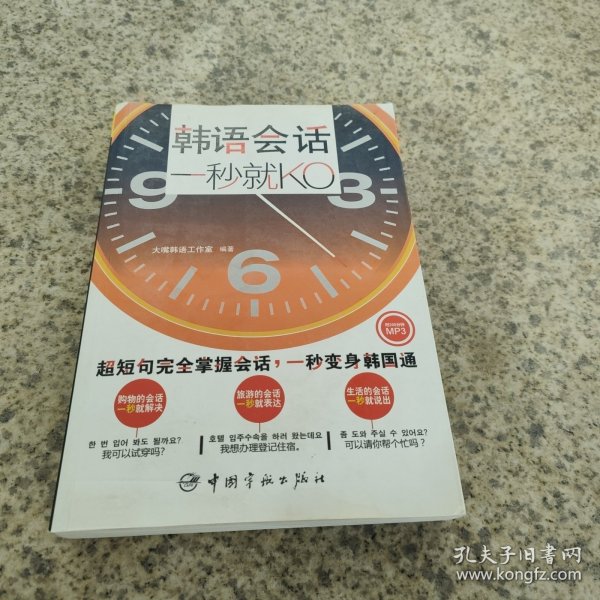 韩语会话
一秒就KO
9
3
6
大嘴韩语工作室 编著
MP3
超短句完全掌握会话，一秒变身韩国通
购物的会话
一秒就解决
旅游的会话
一秒就表达
生活的会话
一秒就说出
한 번 입어 봐도 될까요?
我可以试穿吗?
호텔 입주수속을 하려 왔는데요
我想办理登记住宿。
좀 도와 주실 수 있어요?
可以请你帮个忙吗?
中国宇航出版社
孔夫子旧书网
www.kongfz.com